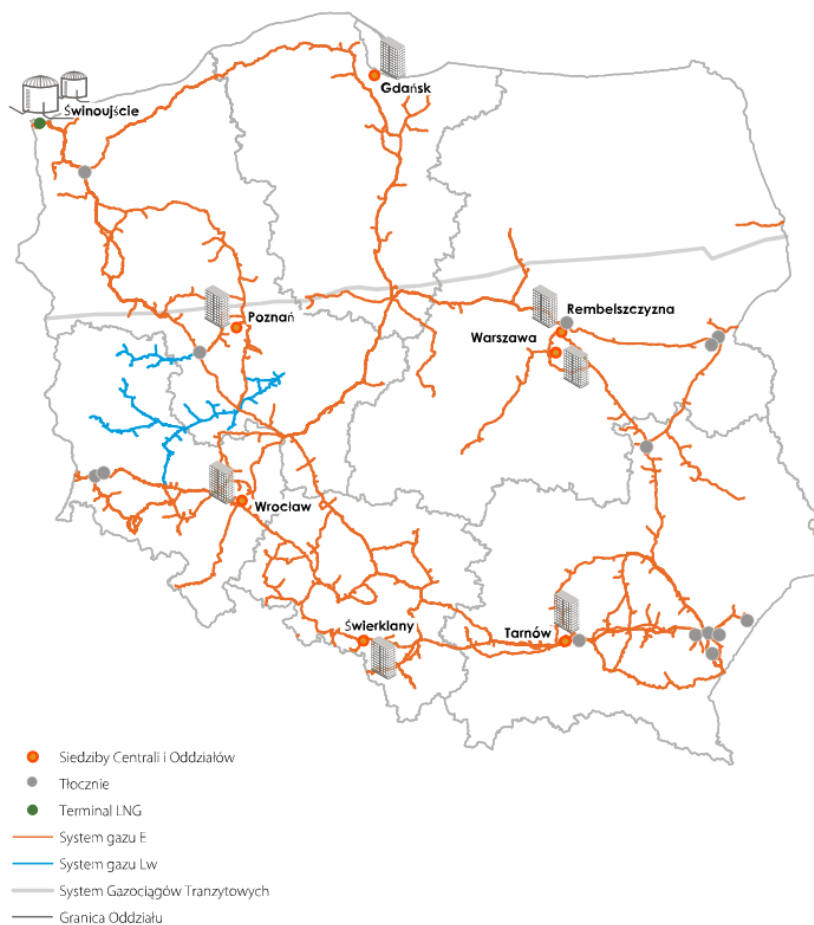 Gdańsk
Świnoujście
Poznań
Rembelszczyzna
Warszawa
Wrocław
Świerklany
Tarnów
Siedziby Centrali i Oddziałów
Tłocznie
Terminal LNG
System gazu E
System gazu Lw
System Gazociągów Tranzytowych
Granica Oddziału